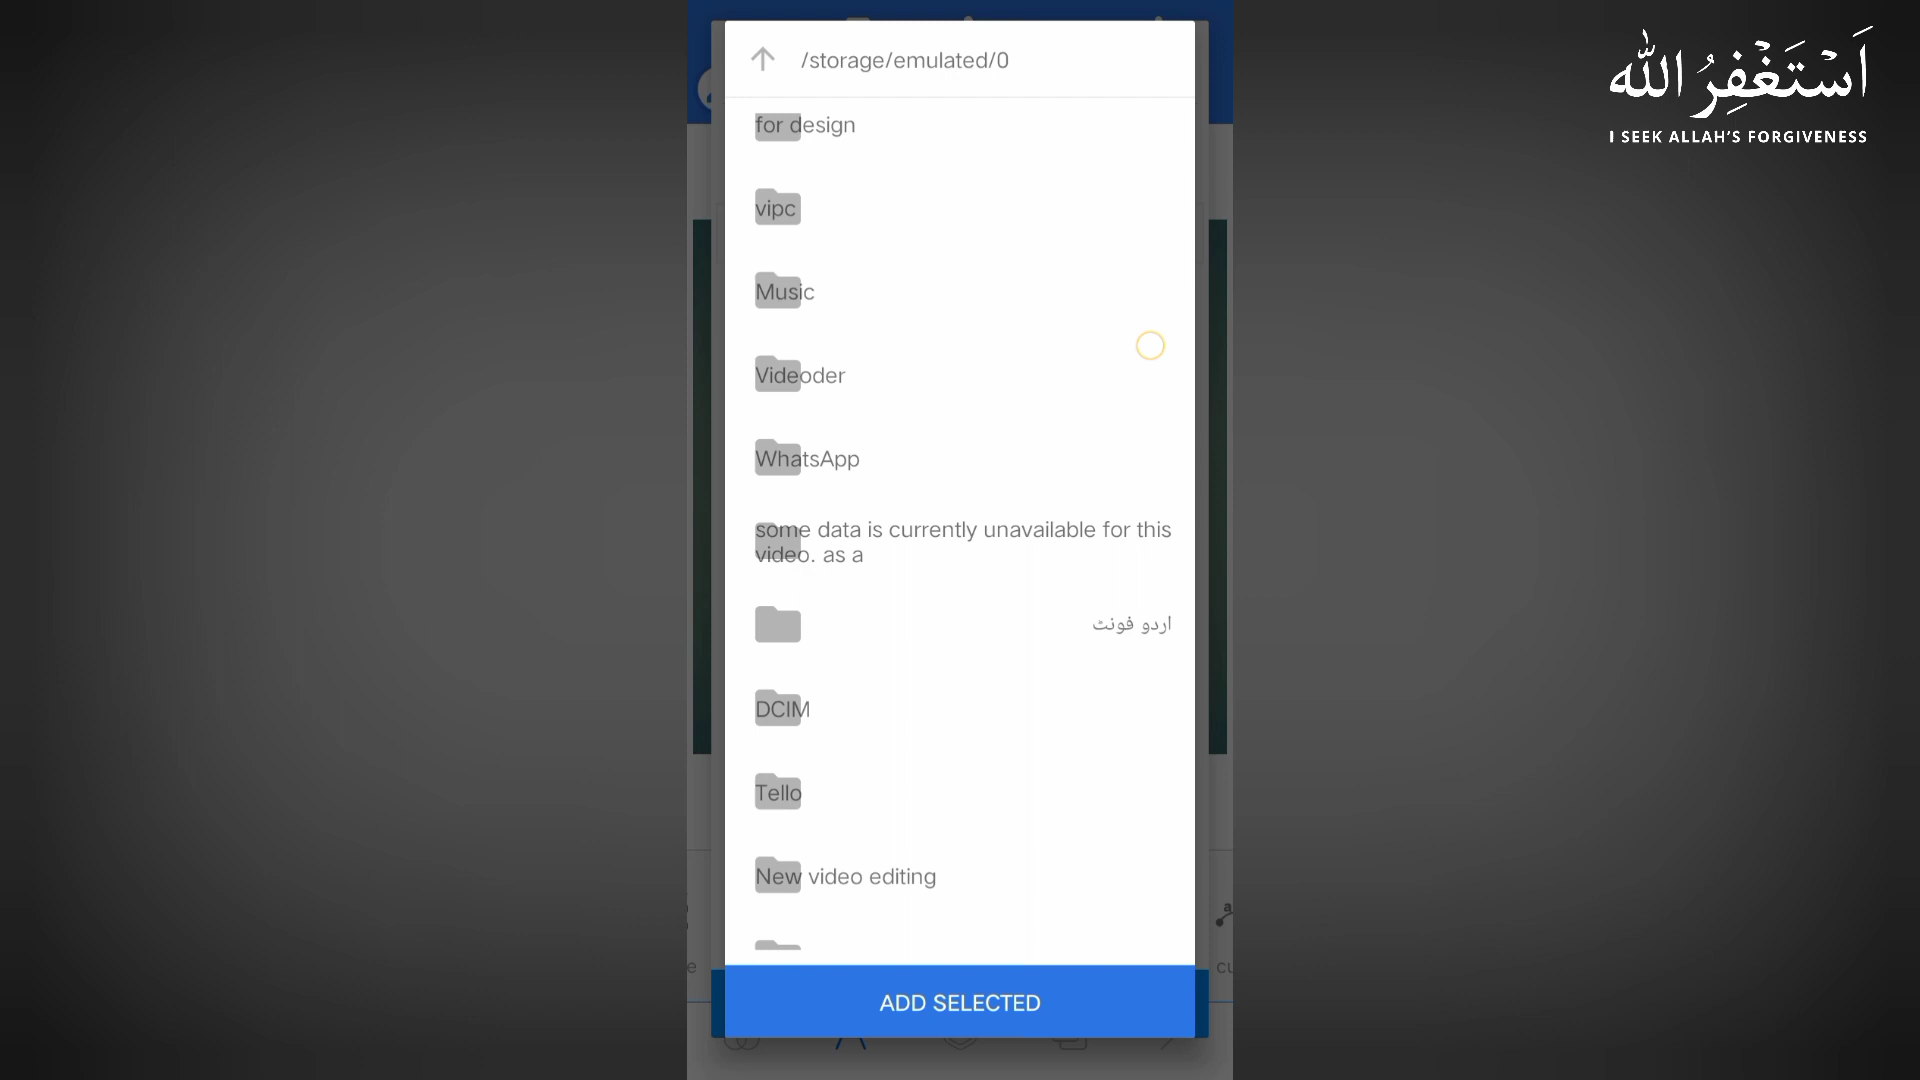 /storage/emulated/0
for design
vipc
Music
Videoder
WhatsApp
some data is currently unavailable for this
video. as a
اردو فونٹ
DCIM
Tello
New video editing
ADD SELECTED
اَسْتَغْفِرُ اللّٰه
I SEEK ALLAH'S FORGIVENESS